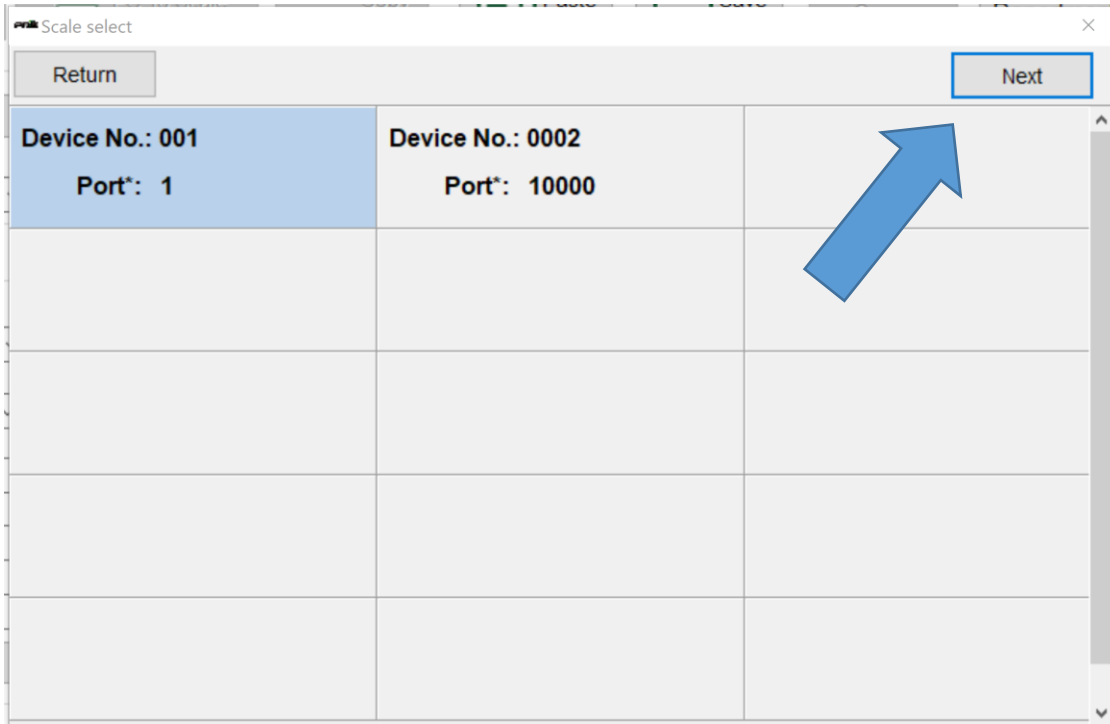 Scale select
Return
Next
Device No.: 001
Port*: 1
Device No.: 0002
Port*: 10000